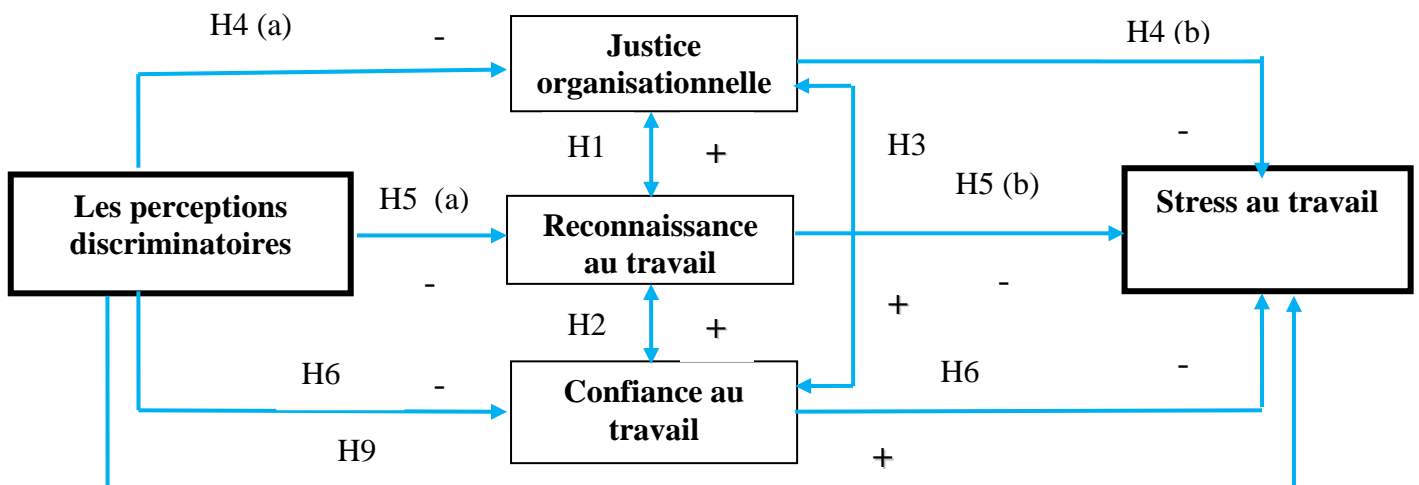 H4 (a)
-
Justice
organisationnelle
H4 (b)
-
H1
+
H3
Les perceptions
discriminatoires
H5 (a)
-
Reconnaissance
au travail
H5 (b)
-
Stress au travail
H2
+
+
H6
-
Confiance au
travail
H6
-
H9
+